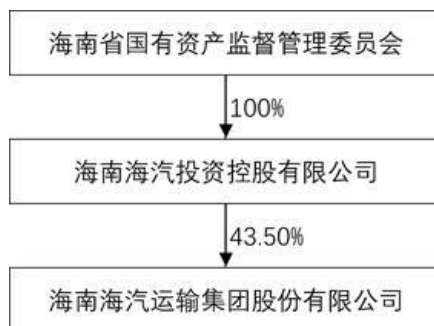 海南省国有资产监督管理委员会
100%
海南海汽投资控股有限公司
43.50%
海南海汽运输集团股份有限公司